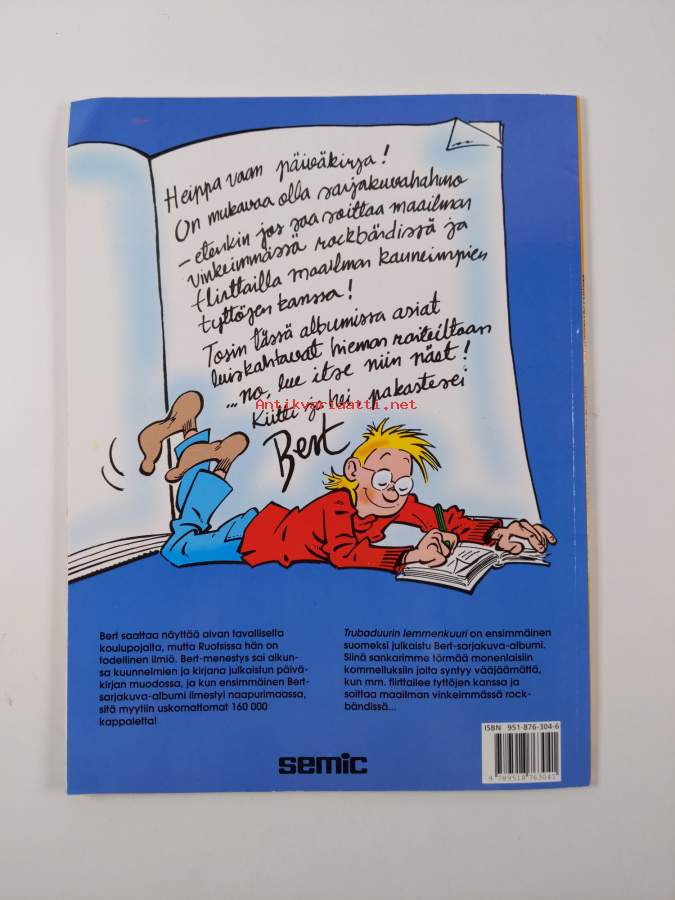 Heippa vaan päiväkirja!
On mukavaa olla sarjakuvahahmo
- etenkin jos saa soittaa maailman
vinkeimmässä rockbändissä ja
flirttailla maailman kauneimpien
tyttöjen kanssa!
Tosin tässä albumissa asiat
luiskahtavat hieman raiteiltaan
...no, lue itse niin näet!
Kiitti ja hei, pakastesei
Antikvariaatti.net
Bert
Bert saattaa näyttää aivan tavalliselta
koulupojalta, mutta Ruotsissa hän on
todellinen ilmiö. Bert-menestys sai alkun-
sa kuunnelmien ja kirjana julkaistun päivä-
kirjan muodossa, ja kun ensimmäinen Bert-
sarjakuva-albumi ilmestyi naapurimaassa,
sitä myytiin uskomattomat 160 000
kappaletta!
Trubaduurin lemmenkuuri on ensimmäinen
suomeksi julkaistu Bert-sarjakuva-albumi.
Siinä sankarimme törmää monenlaisiin
kommelluksiin joita syntyy vääjäämättä,
kun mm. flirttailee tyttöjen kanssa ja
soittaa maailman vinkeimmässä rock-
bändissä...
semic
ISBN 951-876-304-6
9 789518 763041